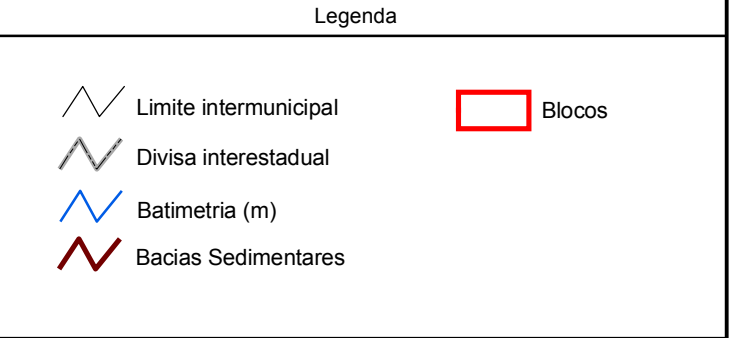 Legenda
Limite intermunicipal
Blocos
Divisa interestadual
Batimetria (m)
Bacias Sedimentares